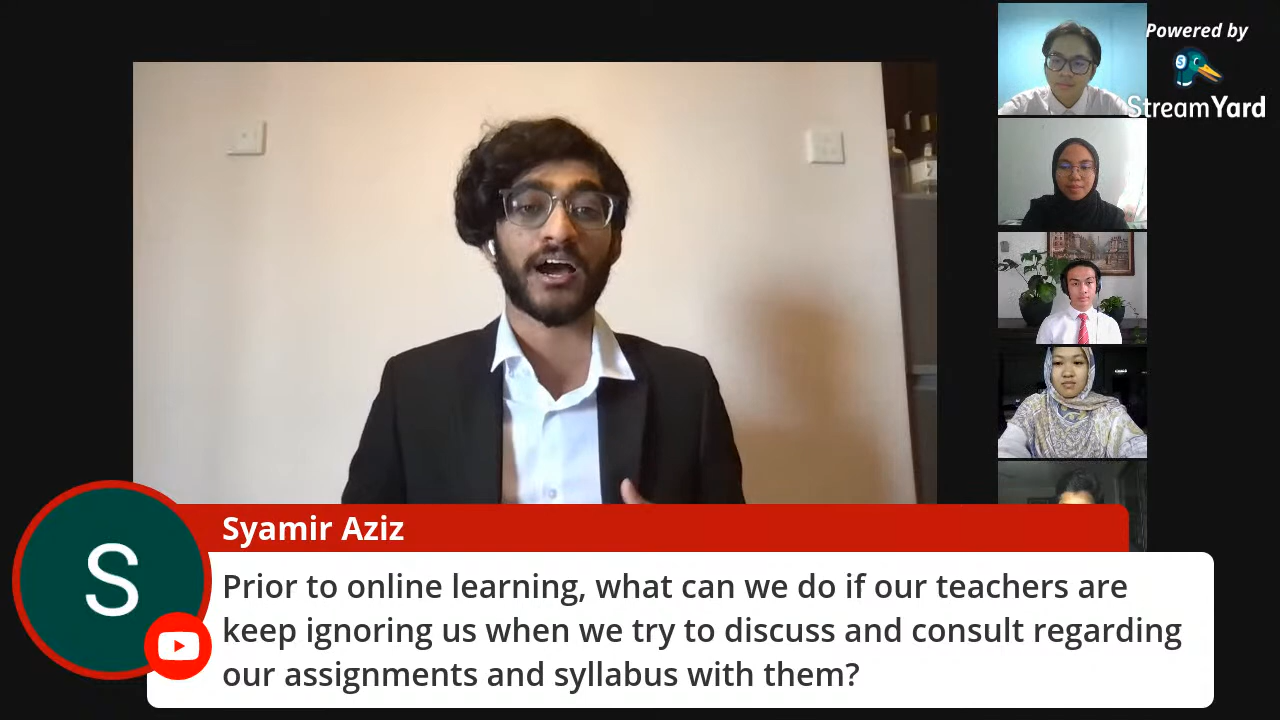 Powered by
StreamYard
Syamir Aziz
S
Prior to online learning, what can we do if our teachers are
keep ignoring us when we try to discuss and consult regarding
our assignments and syllabus with them?